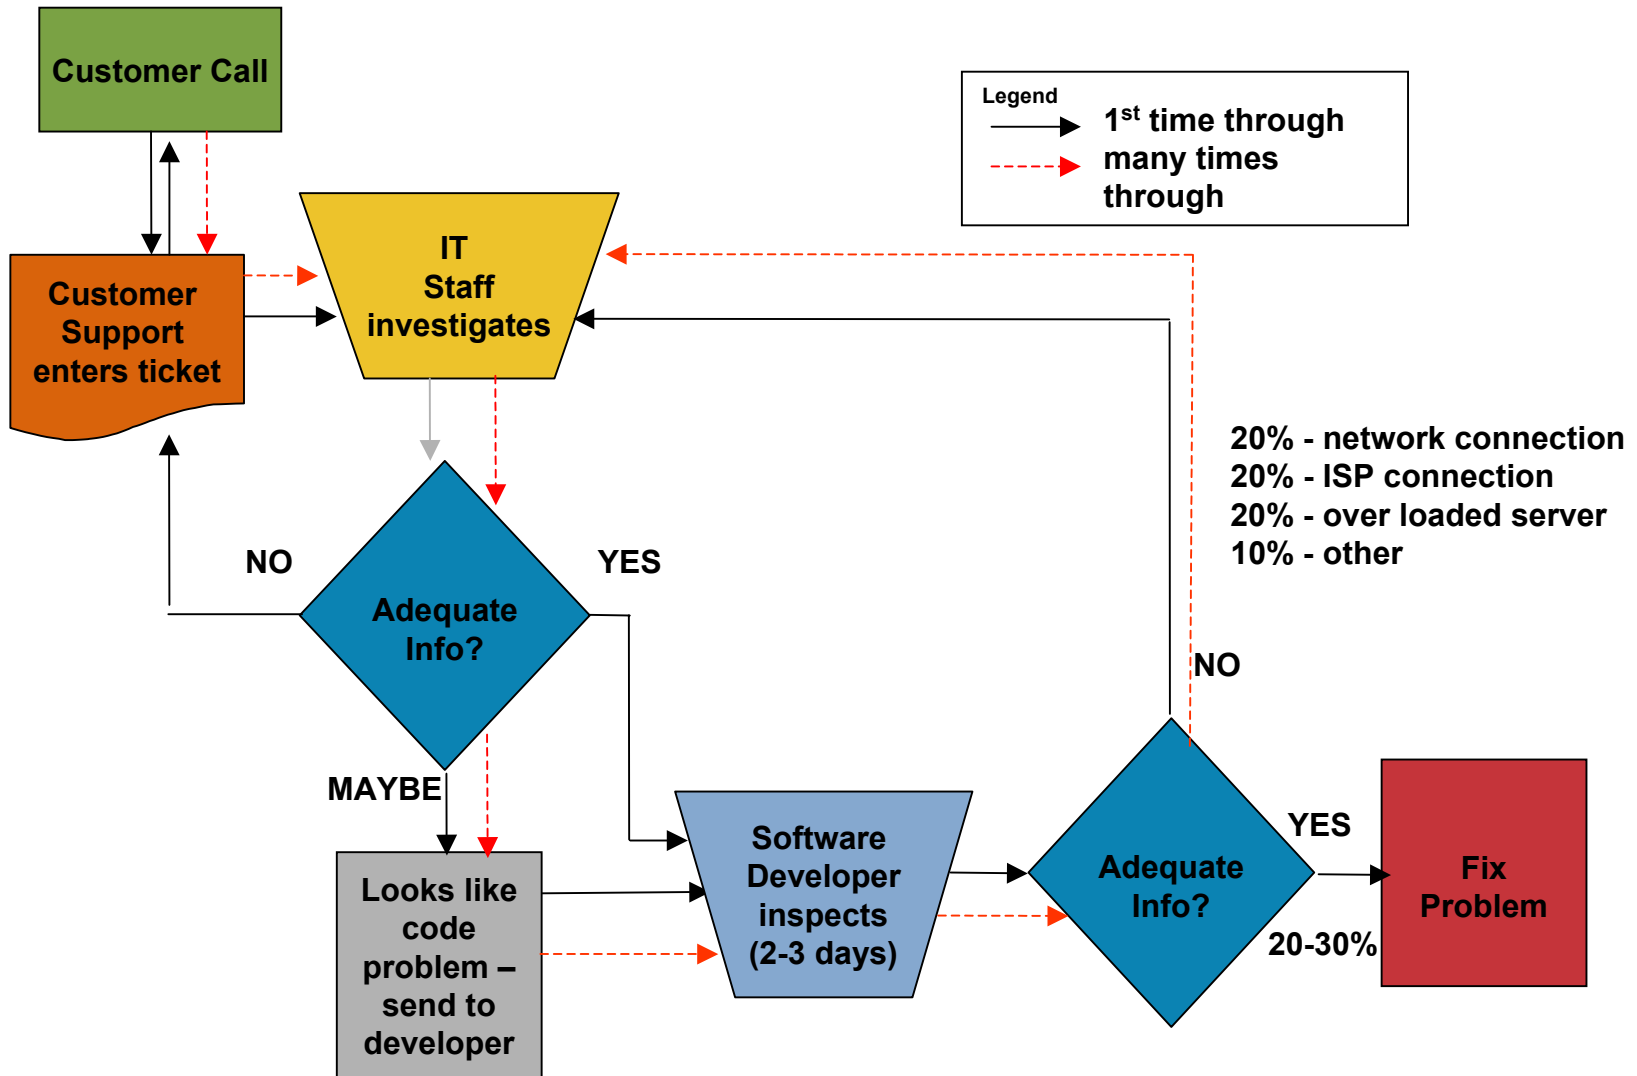 Customer Call
Legend
1st time through
many times
through
IT
Staff
investigates
Customer
Support
enters ticket
20% - network connection
20% - ISP connection
20% - over loaded server
10% - other
NO
YES
Adequate
Info?
NO
MAYBE
Looks like
code
problem –
send to
developer
Software
Developer
inspects
(2-3 days)
Adequate
Info?
YES
20-30%
Fix
Problem